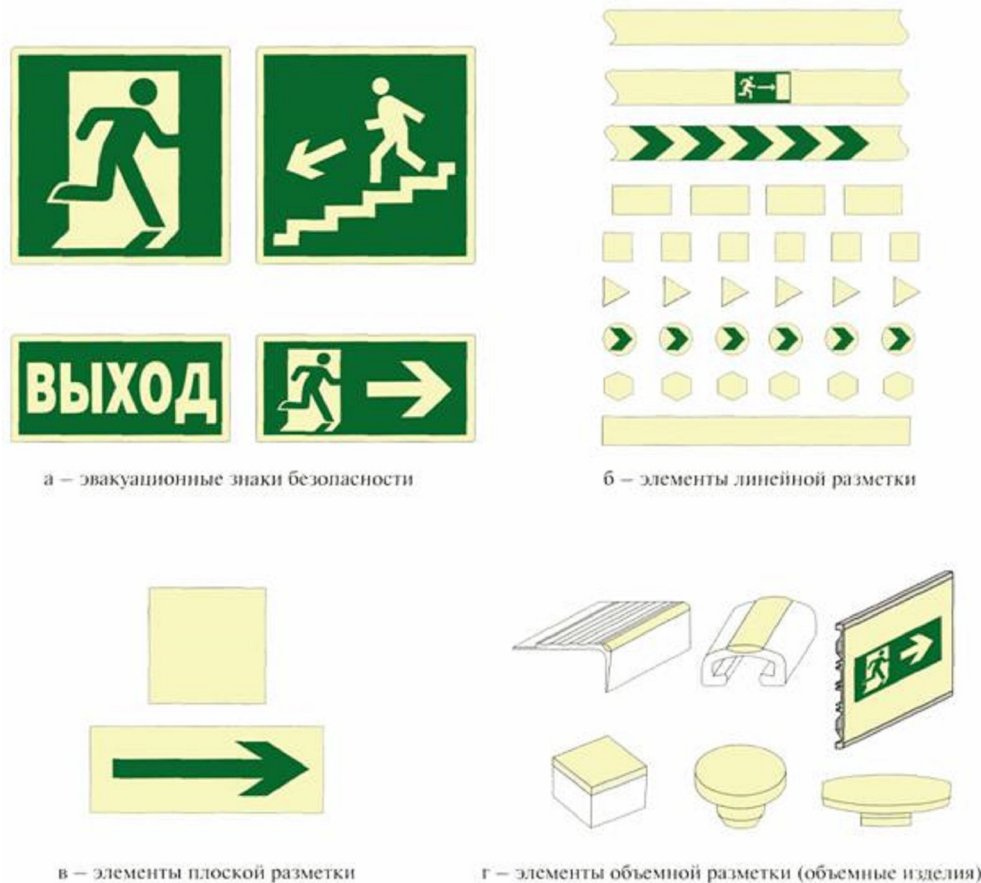 ВЫХОД
а – эвакуационные знаки безопасности
б – элементы линейной разметки
в – элементы плоской разметки
г – элементы объемной разметки (объемные изделия)